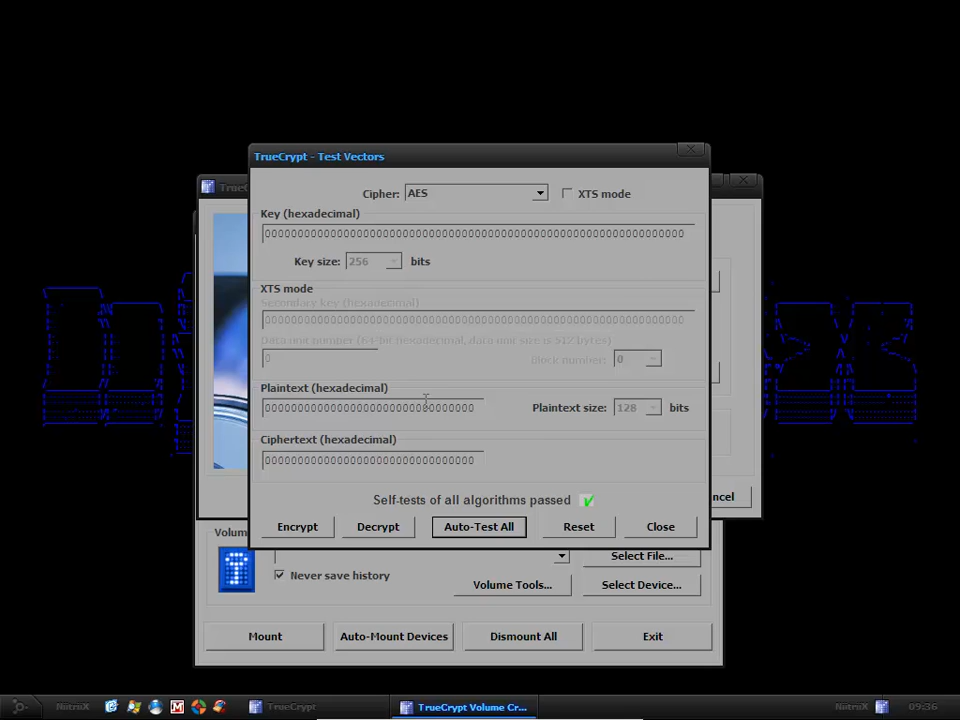 TrueCrypt - Test Vectors
TrueC
Cipher: AES XTS mode
Key (hexadecimal)
0000000000000000000000000000000000000000000000000000000000000000
Key size: 256 bits
XTS mode
Secondary key (hexadecimal)
0000000000000000000000000000000000000000000000000000000000000000
Data unit number (64-bit hexadecimal, data unit size is 512 bytes)
0 Block number: 0
Plaintext (hexadecimal)
00000000000000000000000000000000 Plaintext size: 128 bits
Ciphertext (hexadecimal)
00000000000000000000000000000000
Self-tests of all algorithms passed
ncel
Encrypt Decrypt Auto-Test All Reset Close
Volum
Select File...
Never save history
Volume Tools... Select Device...
Mount Auto-Mount Devices Dismount All Exit
NiitruX TrueCrypt TrueCrypt Volume Cr... NiitruX 09:36